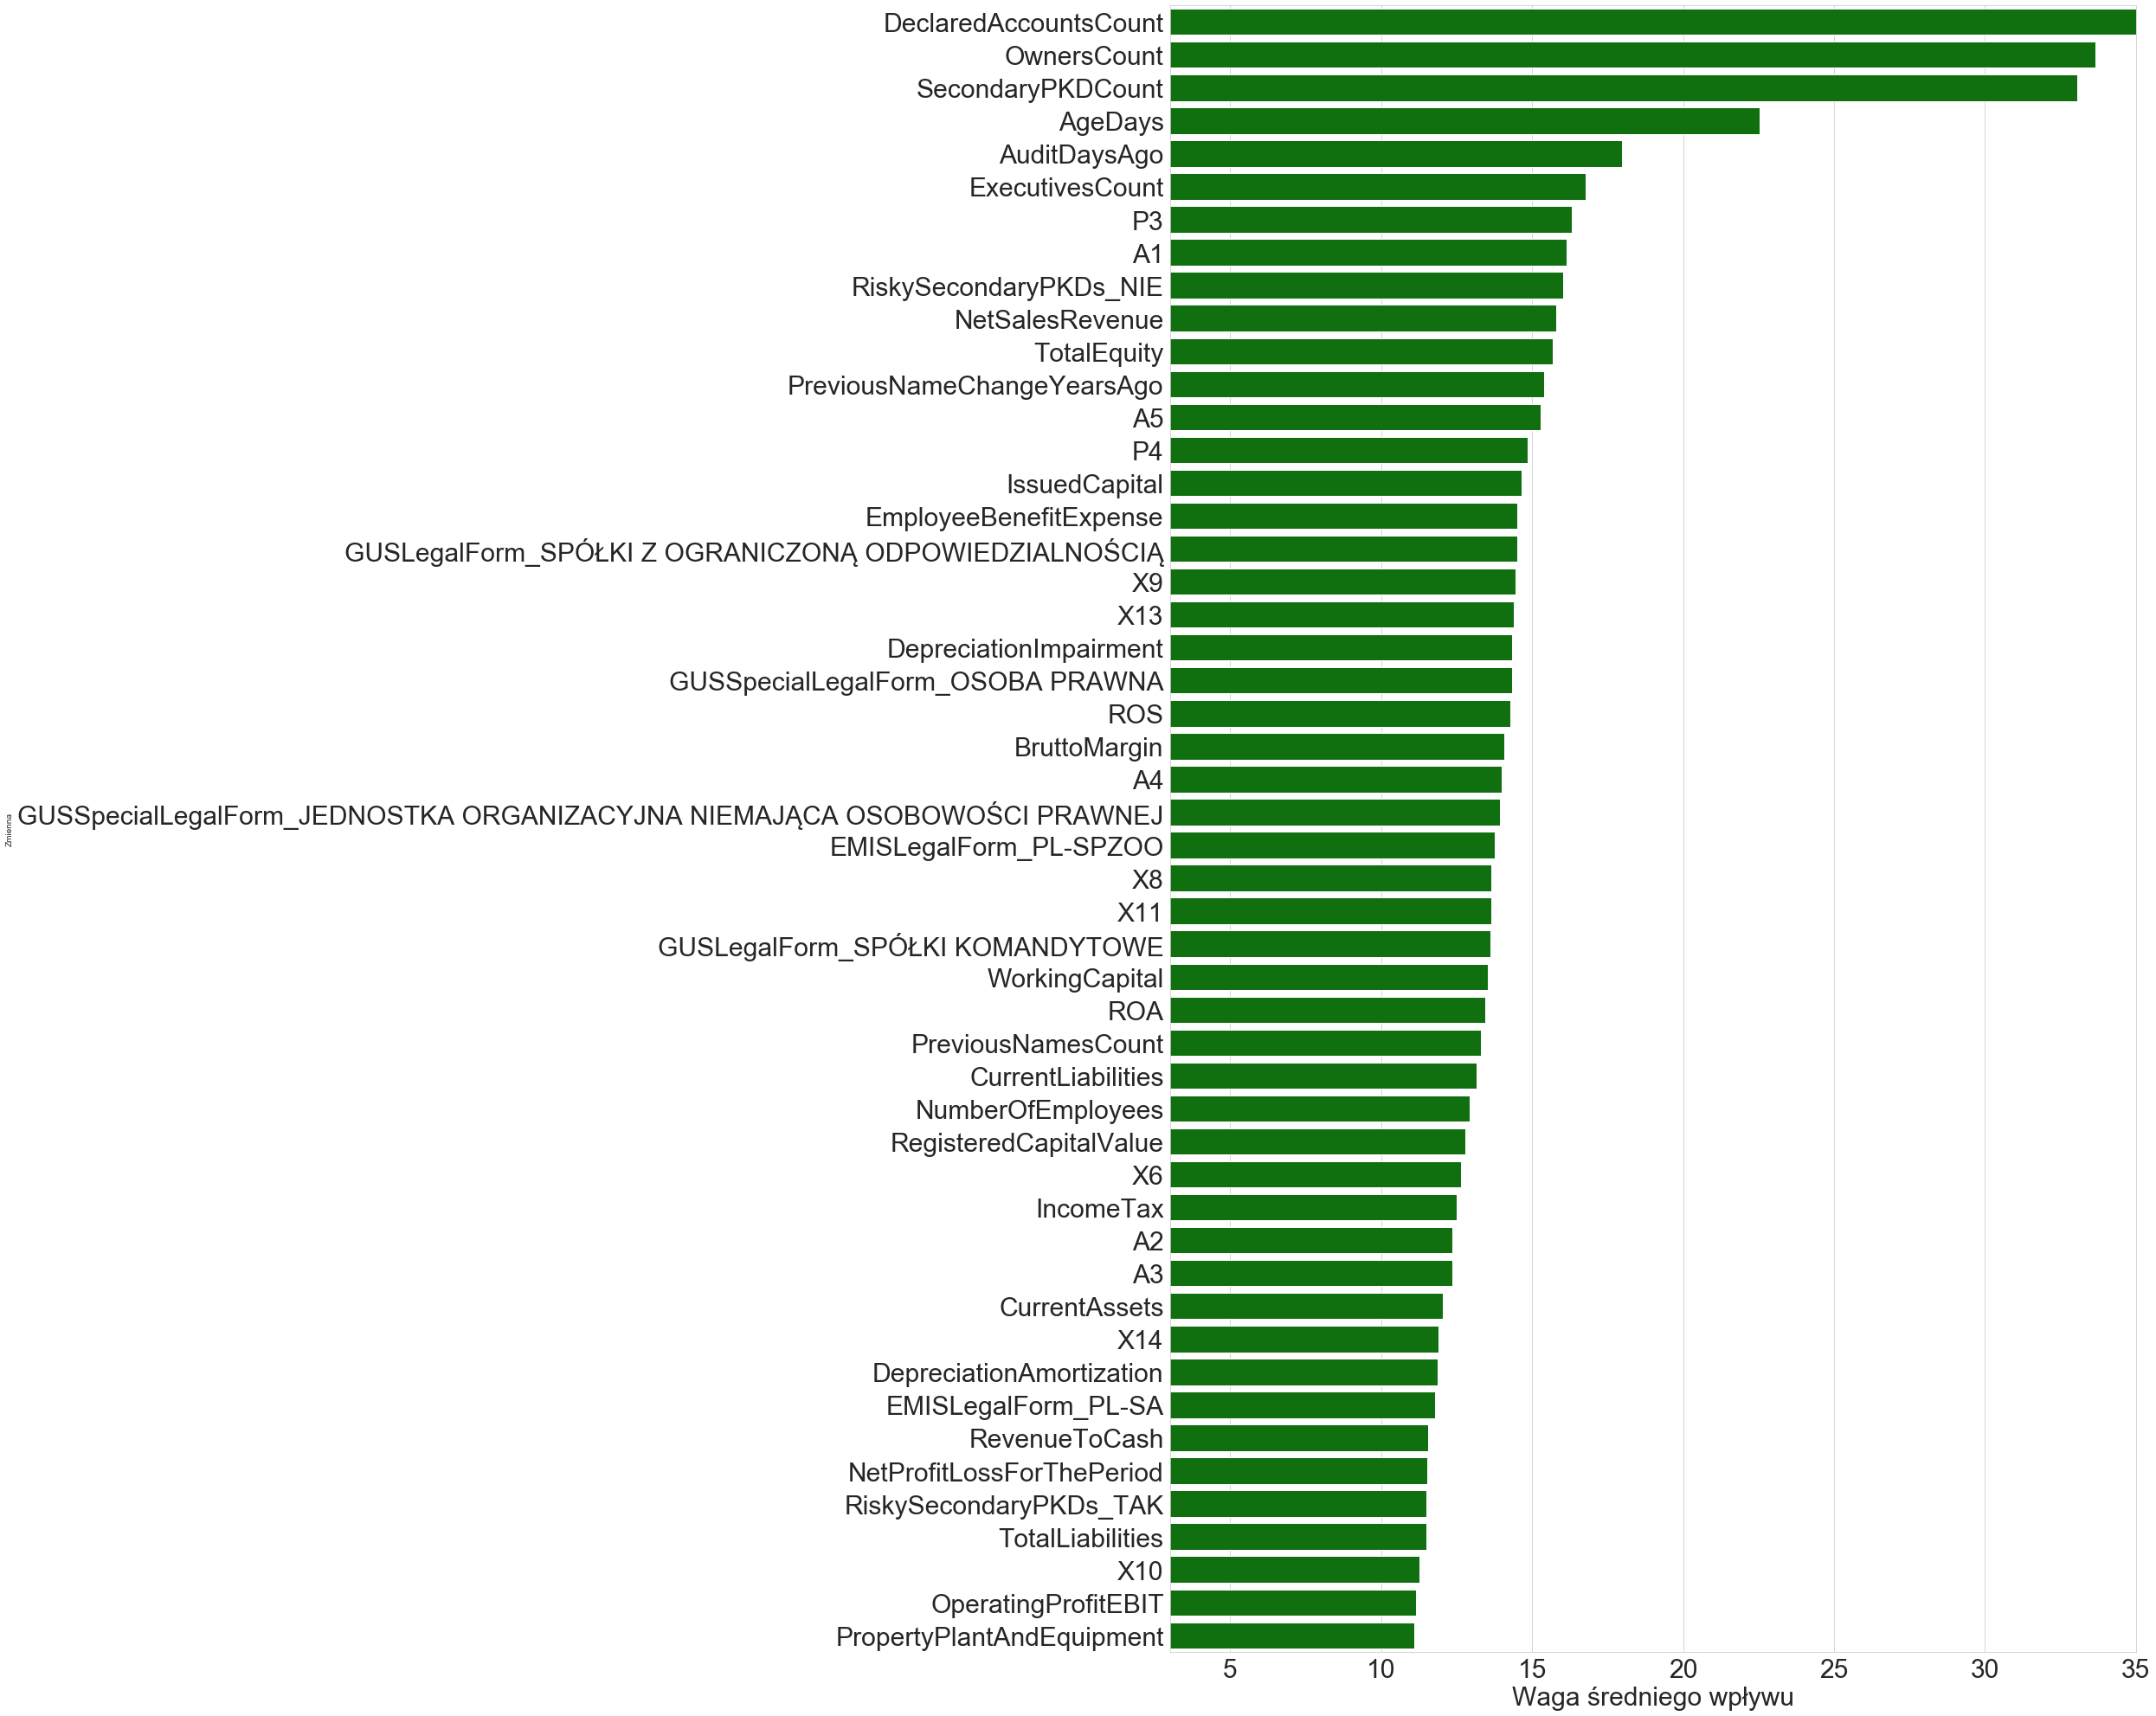 DeclaredAccountsCount
OwnersCount
SecondaryPKDCount
AgeDays
AuditDaysAgo
ExecutivesCount
P3
A1
RiskySecondaryPKDs_NIE
NetSalesRevenue
TotalEquity
PreviousNameChangeYearsAgo
A5
P4
IssuedCapital
EmployeeBenefitExpense
GUSLegalForm_SPÓŁKI Z OGRANICZONĄ ODPOWIEDZIALNOŚCIĄ
X9
X13
DepreciationImpairment
GUSSpecialLegalForm_OSOBA PRAWNA
ROS
BruttoMargin
A4
GUSSpecialLegalForm_JEDNOSTKA ORGANIZACYJNA NIEMAJĄCA OSOBOWOŚCI PRAWNEJ
EMISLegalForm_PL-SPZOO
X8
X11
GUSLegalForm_SPÓŁKI KOMANDYTOWE
WorkingCapital
ROA
PreviousNamesCount
CurrentLiabilities
NumberOfEmployees
RegisteredCapitalValue
X6
IncomeTax
A2
A3
CurrentAssets
X14
DepreciationAmortization
EMISLegalForm_PL-SA
RevenueToCash
NetProfitLossForThePeriod
RiskySecondaryPKDs_TAK
TotalLiabilities
X10
OperatingProfitEBIT
PropertyPlantAndEquipment
Zmienna
5 10 15 20 25 30 35
Waga średniego wpływu